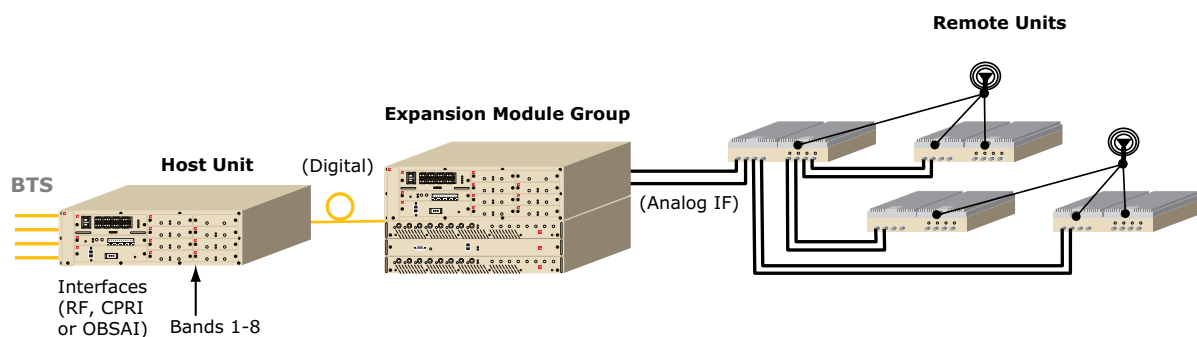 Remote Units
Expansion Module Group
Host Unit
(Digital)
BTS
(Analog IF)
Interfaces
(RF, CPRI
or OBSAI)
Bands 1-8